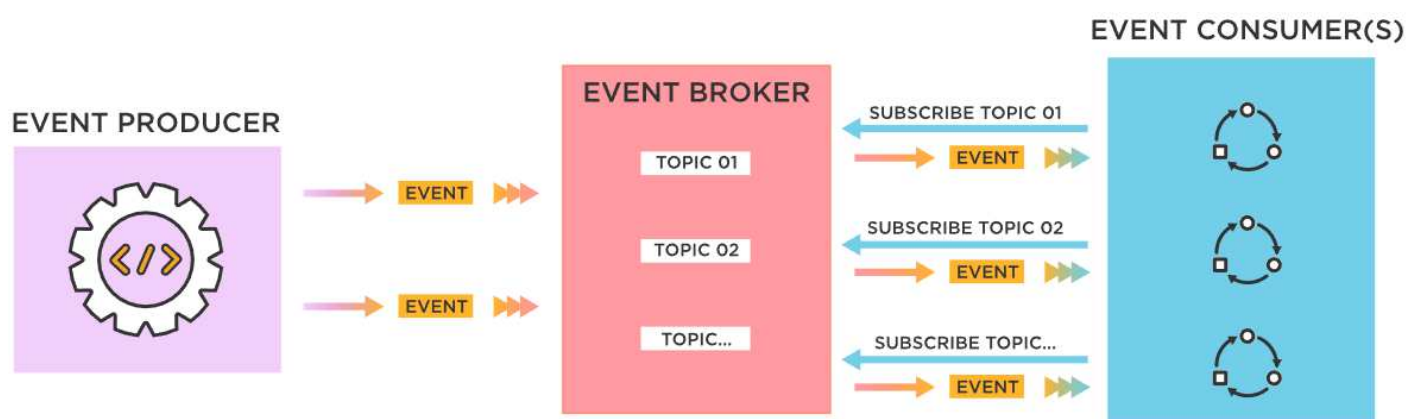 EVENT PRODUCER
</>
EVENT
EVENT
EVENT BROKER
TOPIC 01
TOPIC 02
TOPIC...
EVENT CONSUMER(S)
SUBSCRIBE TOPIC 01
EVENT
SUBSCRIBE TOPIC 02
EVENT
SUBSCRIBE TOPIC...
EVENT